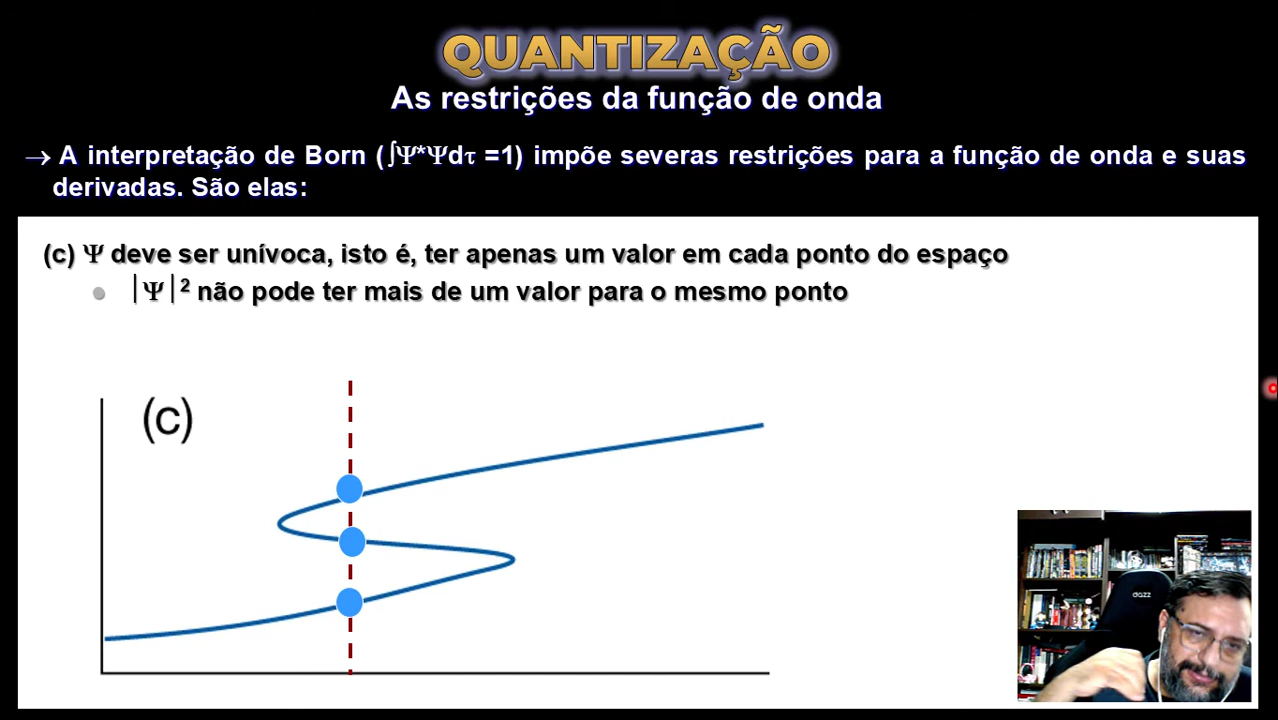 QUANTIZAÇÃO
As restrições da função de onda
→ A interpretação de Born (∫Ψ*Ψdτ =1) impõe severas restrições para a função de onda e suas
derivadas. São elas:
(c) Ψ deve ser unívoca, isto é, ter apenas um valor em cada ponto do espaço
|Ψ|² não pode ter mais de um valor para o mesmo ponto
(c)
dazz